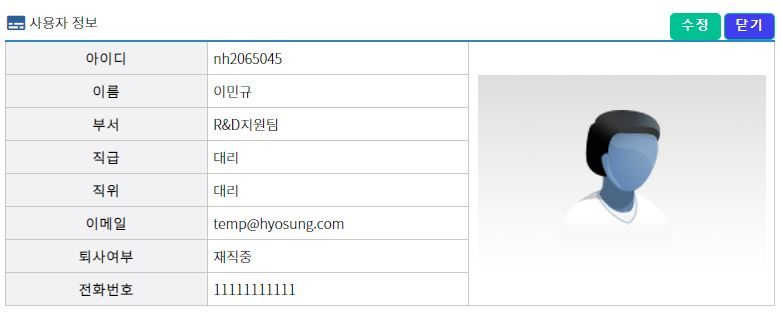 사용자 정보
수정 닫기
아이디 nh2065045
이름 이민규
부서 R&D지원팀
직급 대리
직위 대리
이메일 temp@hyosung.com
퇴사여부 재직중
전화번호 11111111111